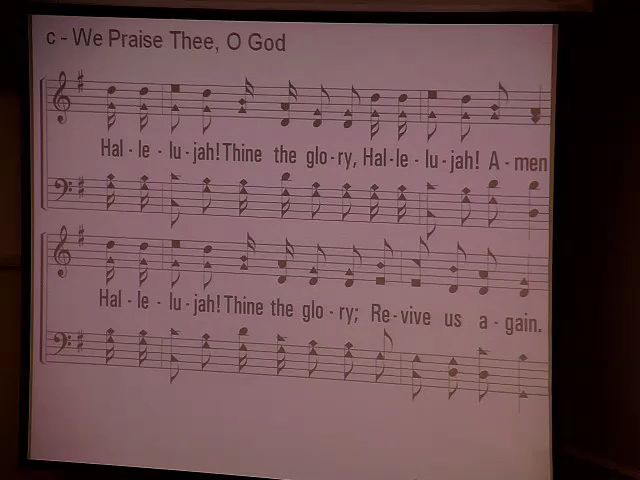 c - We Praise Thee, O God
Hal - le - lu - jah! Thine the glo - ry, Hal - le - lu - jah! A - men
Hal - le - lu - jah! Thine the glo - ry; Re - vive us a - gain.